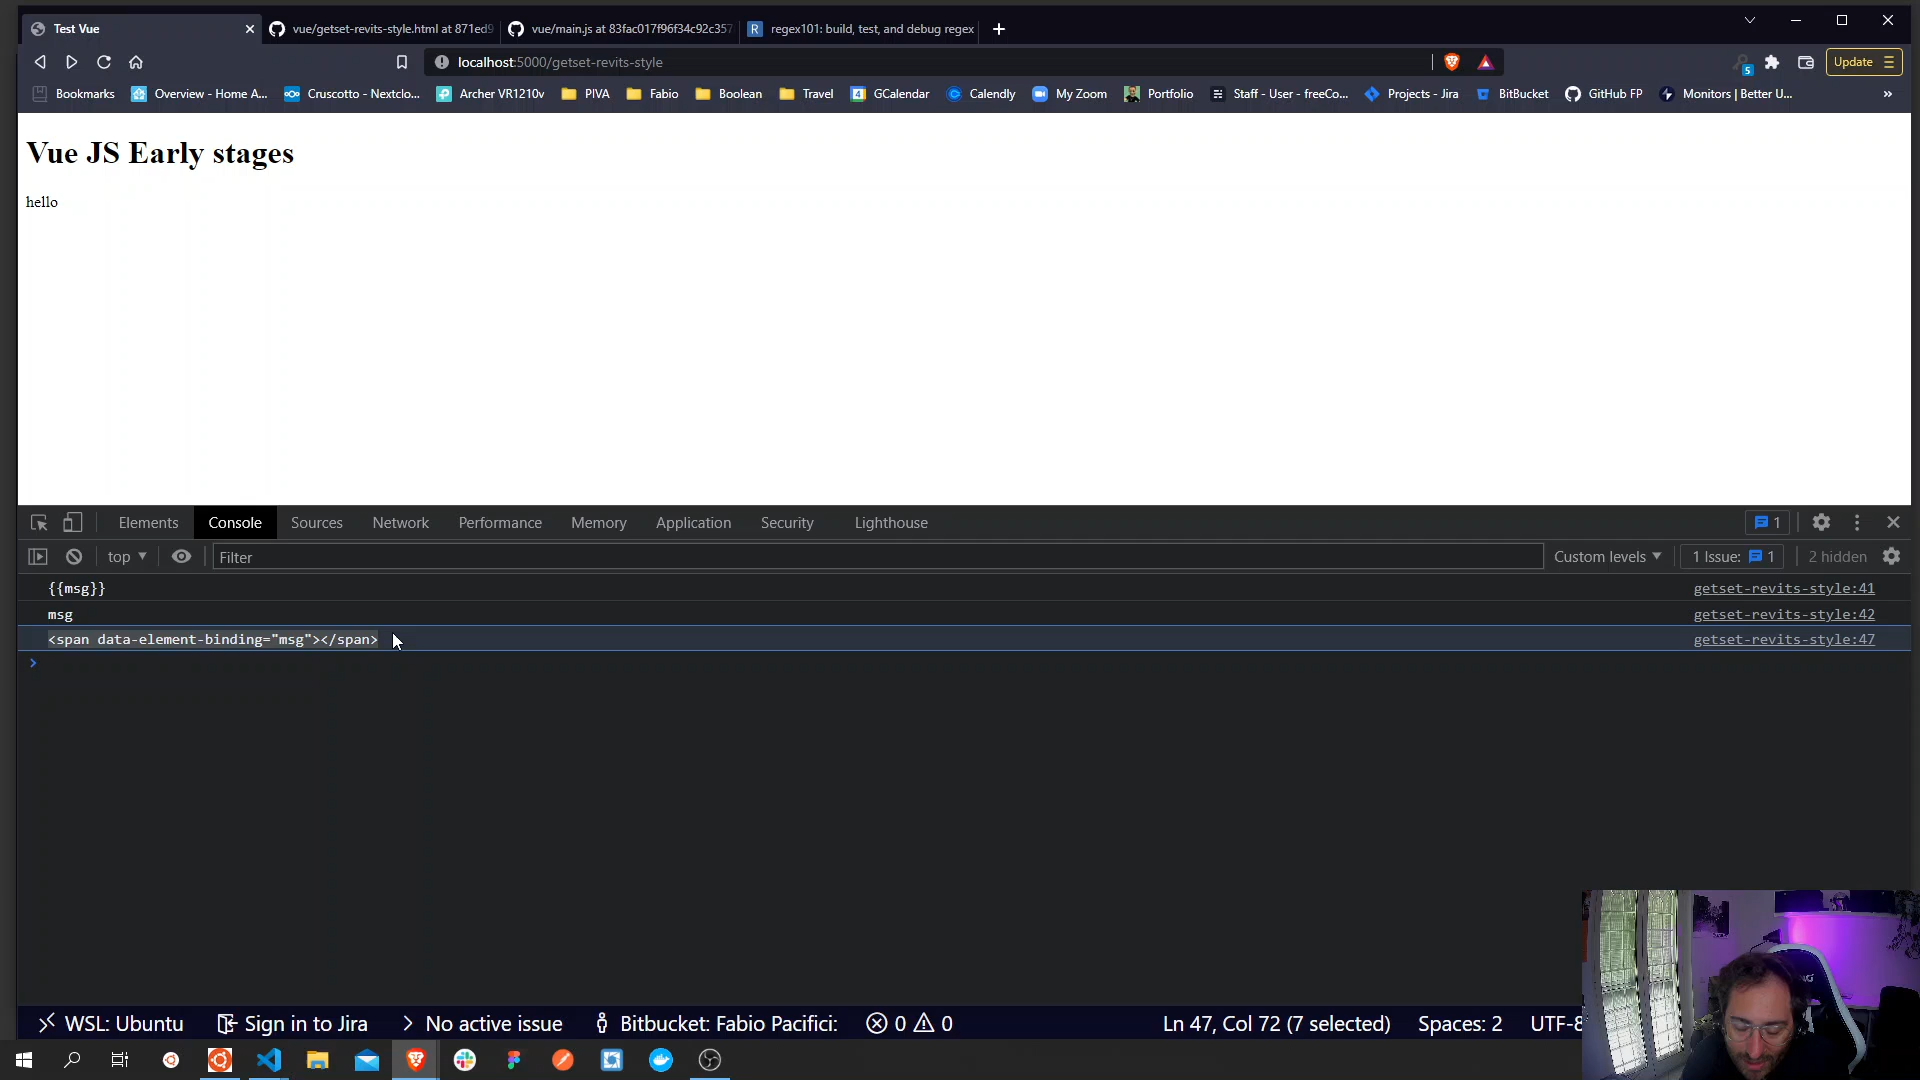 Test Vue
vue/getset-revits-style.html at 871ed9
vue/main.js at 83fac017f96f34c92c357
R regex101: build, test, and debug regex
localhost:5000/getset-revits-style
5
Update
Bookmarks
Overview - Home A...
Cruscotto - Nextclo...
Archer VR1210v
PIVA
Fabio
Boolean
Travel
4 GCalendar
Calendly
My Zoom
Portfolio
Staff - User - freeCo...
Projects - Jira
BitBucket
GitHub FP
Monitors | Better U...
»
Vue JS Early stages
hello
Elements
Console
Sources
Network
Performance
Memory
Application
Security
Lighthouse
1
top
Filter
Custom levels
1 Issue: 1
2 hidden
{{msg}} getset-revits-style:41
msg getset-revits-style:42
<span data-element-binding="msg"></span> getset-revits-style:47
>
WSL: Ubuntu
Sign in to Jira
No active issue
Bitbucket: Fabio Pacifici:
0 0
Ln 47, Col 72 (7 selected)
Spaces: 2
UTF-8